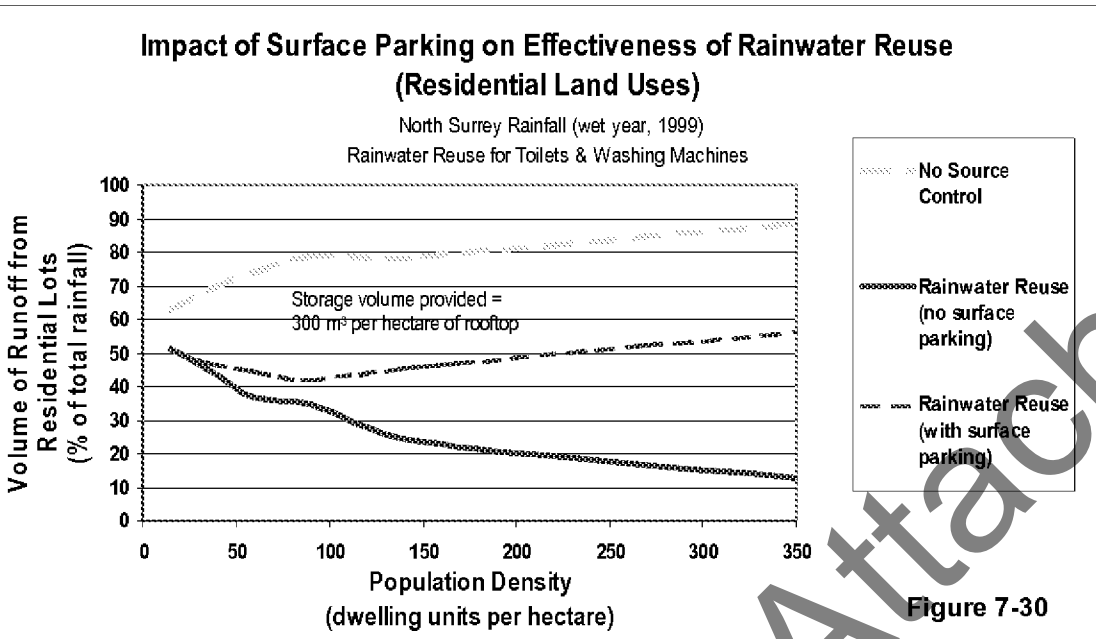 Impact of Surface Parking on Effectiveness of Rainwater Reuse
(Residential Land Uses)
North Surrey Rainfall (wet year, 1999)
Rainwater Reuse for Toilets & Washing Machines
Volume of Runoff from
Residential Lots
(% of total rainfall)
100
90
80
70
60
50
40
30
20
10
0
Storage volume provided =
300 m³ per hectare of rooftop
0 50 100 150 200 250 300 350
Population Density
(dwelling units per hectare)
No Source
Control
Rainwater Reuse
(no surface
parking)
Rainwater Reuse
(with surface
parking)
Figure 7-30
Attach